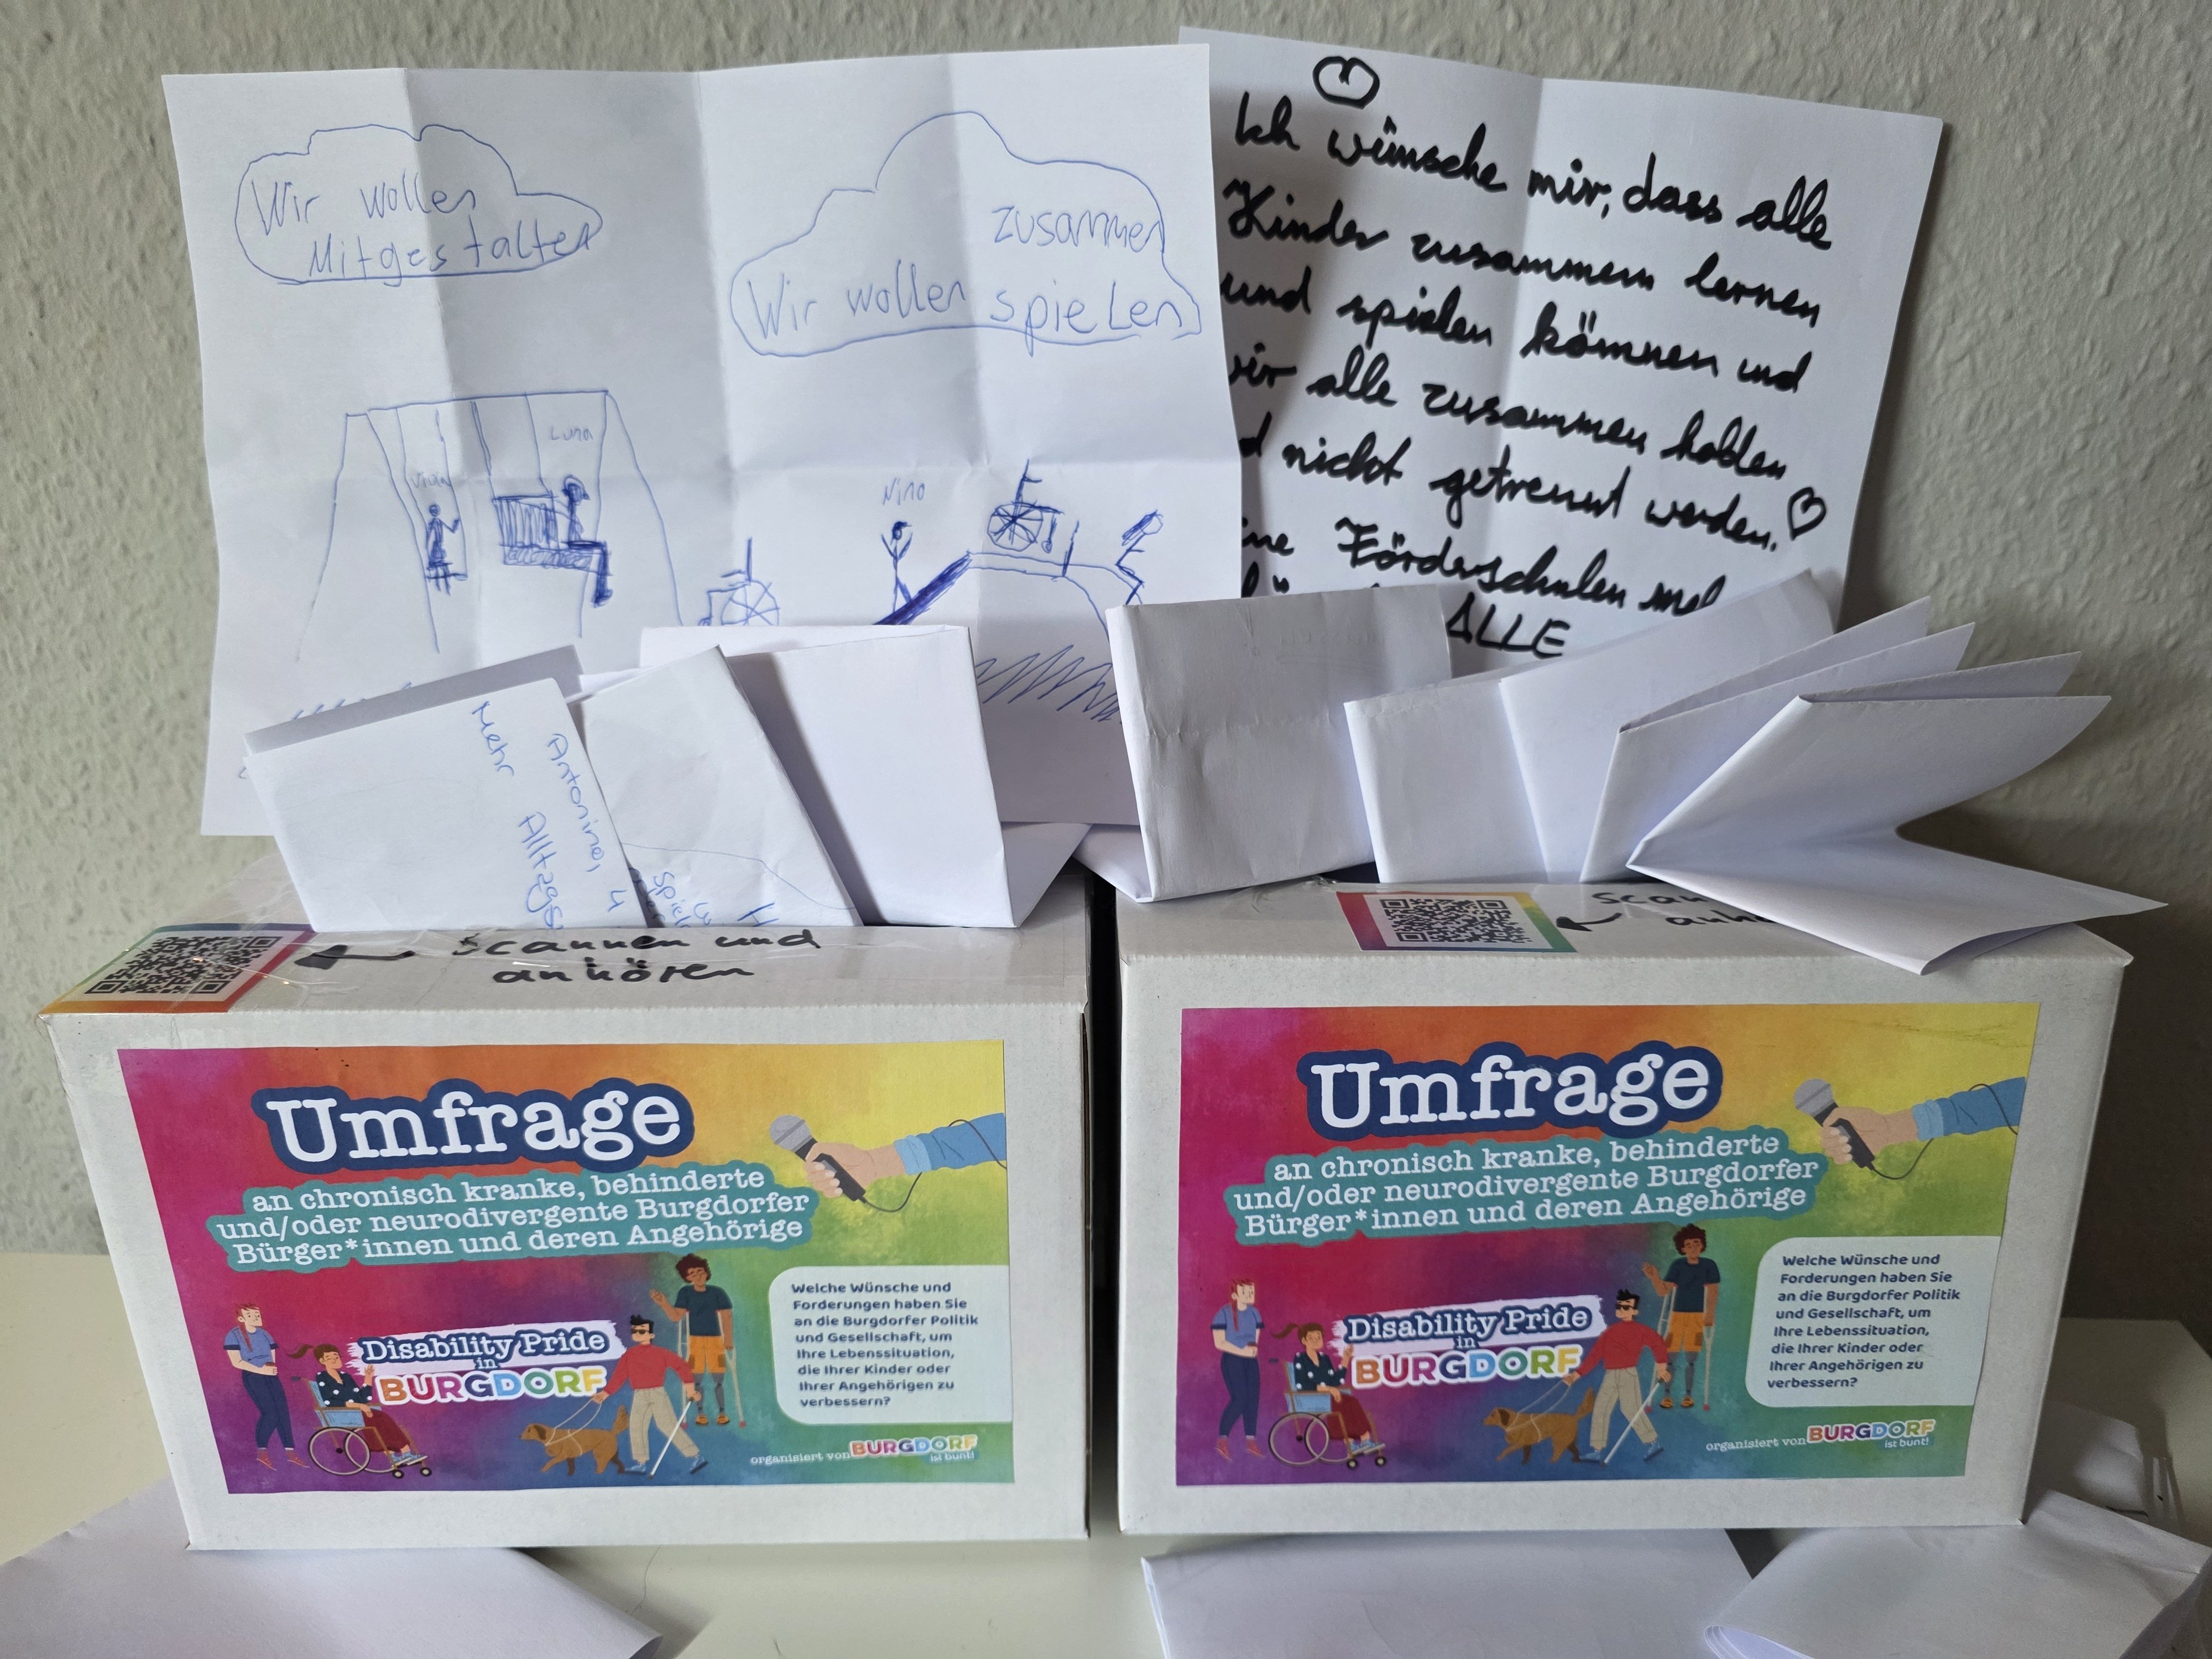 Wir wollen
Mitgestalten
Wir wollen zusammen
spielen
Luna
Nino
Ich wünsche mir, dass alle
Kinder zusammen lernen
und spielen können und
wir alle zusammen halten
nicht getrennt werden.
Förderschulen
ALLE
Antonina, 4
Mehr Alltags
Scannen und
anhören
Umfrage
an chronisch kranke, behinderte
und/oder neurodivergente Burgdorfer
Bürger*innen und deren Angehörige
Disability Pride
in
BURGDORF
Welche Wünsche und
Forderungen haben Sie
an die Burgdorfer Politik
und Gesellschaft, um
Ihre Lebenssituation,
die Ihrer Kinder oder
Ihrer Angehörigen zu
verbessern?
organisiert von BURGDORF
ist bunt!
Umfrage
an chronisch kranke, behinderte
und/oder neurodivergente Burgdorfer
Bürger*innen und deren Angehörige
Disability Pride
in
BURGDORF
Welche Wünsche und
Forderungen haben Sie
an die Burgdorfer Politik
und Gesellschaft, um
Ihre Lebenssituation,
die Ihrer Kinder oder
Ihrer Angehörigen zu
verbessern?
organisiert von BURGDORF
ist bunt!